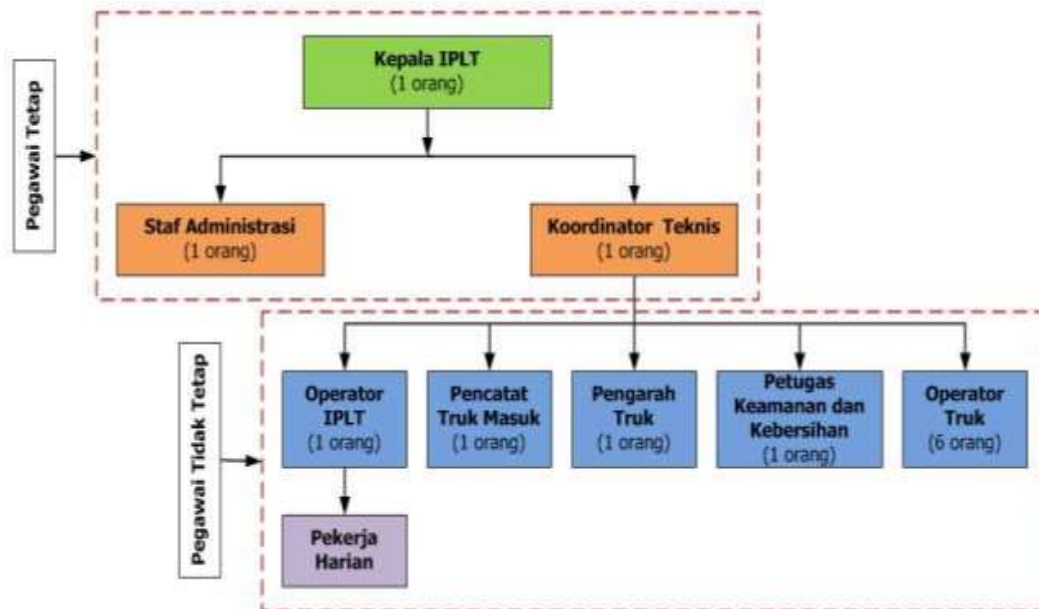 Pegawai Tetap
Kepala IPLT
(1 orang)
Staf Administrasi
(1 orang)
Koordinator Teknis
(1 orang)
Pegawai Tidak Tetap
Operator
IPLT
(1 orang)
Pencatat
Truk Masuk
(1 orang)
Pengarah
Truk
(1 orang)
Petugas
Keamanan dan
Kebersihan
(1 orang)
Operator
Truk
(6 orang)
Pekerja
Harian